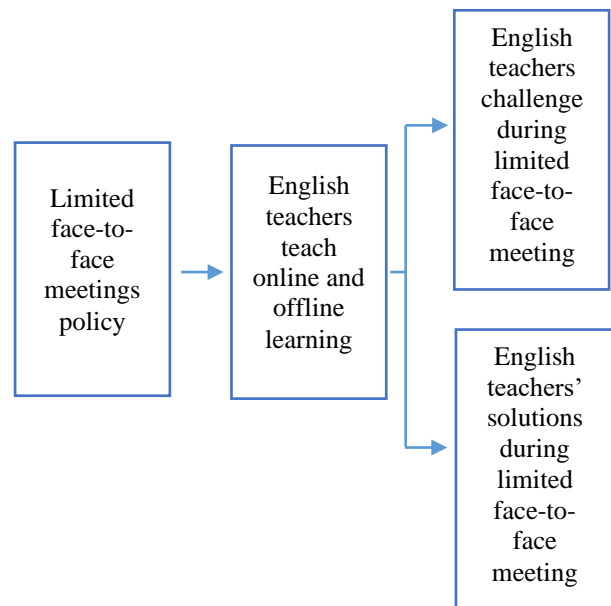 Limited
face-to-
face
meetings
policy
English
teachers
teach
online and
offline
learning
English
teachers
challenge
during
limited
face-to-
face
meeting
English
teachers’
solutions
during
limited
face-to-
face
meeting